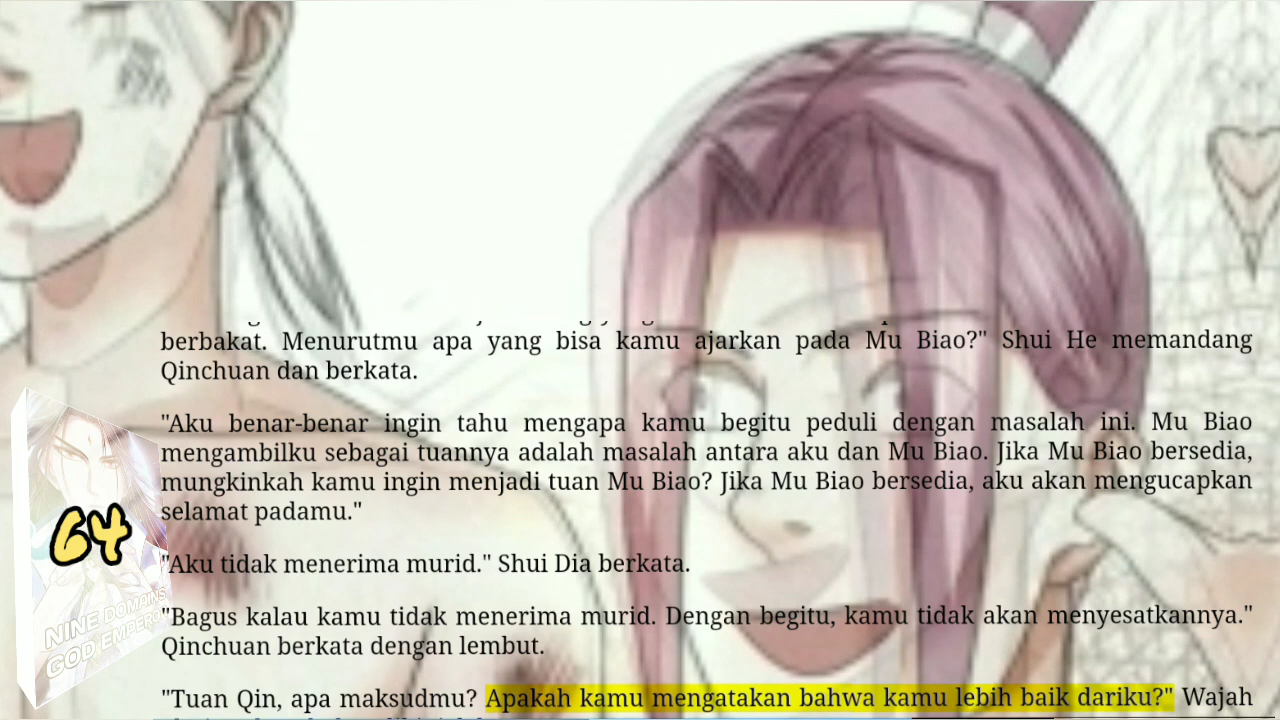 berbakat. Menurutmu apa yang bisa kamu ajarkan pada Mu Biao?" Shui He memandang
Qinchuan dan berkata.
"Aku benar-benar ingin tahu mengapa kamu begitu peduli dengan masalah ini. Mu Biao
mengambilku sebagai tuannya adalah masalah antara aku dan Mu Biao. Jika Mu Biao bersedia,
mungkinkah kamu ingin menjadi tuan Mu Biao? Jika Mu Biao bersedia, aku akan mengucapkan
selamat padamu."
"Aku tidak menerima murid." Shui Dia berkata.
"Bagus kalau kamu tidak menerima murid. Dengan begitu, kamu tidak akan menyesatkannya."
Qinchuan berkata dengan lembut.
"Tuan Qin, apa maksudmu? Apakah kamu mengatakan bahwa kamu lebih baik dariku?" Wajah
64
NINE DOMAINS
GOD EMPEROR